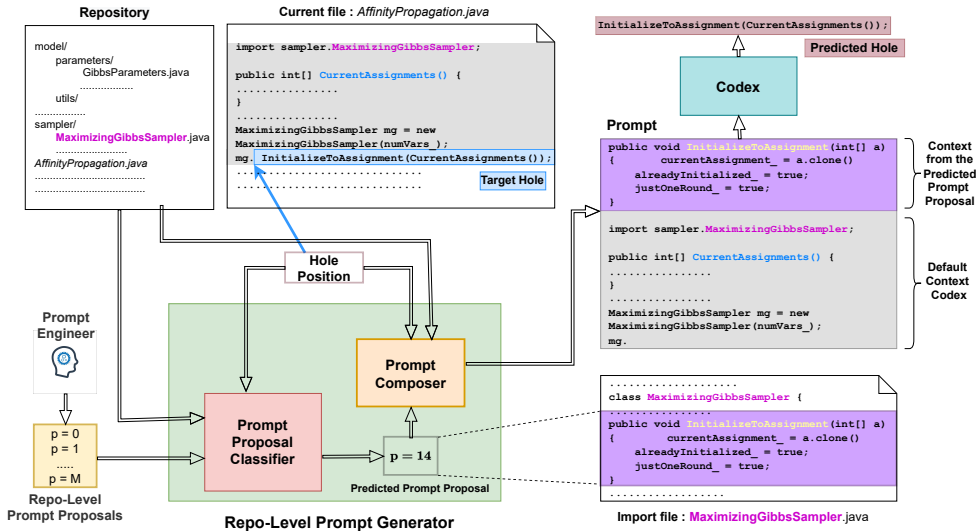 Repository
model/
parameters/
GibbsParameters.java
..................
utils/
..................
sampler/
MaximizingGibbsSampler.java
........................
AffinityPropagation.java
............................
............................
Current file : AffinityPropagation.java
import sampler.MaximizingGibbsSampler;
public int[] CurrentAssignments() {
................
}
................
MaximizingGibbsSampler mg = new
MaximizingGibbsSampler(numVars_);
mg. InitializeToAssignment(CurrentAssignments());
Target Hole
.........................
.........................
InitializeToAssignment(CurrentAssignments());
Predicted Hole
Codex
Prompt
public void InitializeToAssignment(int[] a)
{ currentAssignment_ = a.clone()
alreadyInitialized_ = true;
justOneRound_ = true;
}
Context from the Predicted Prompt Proposal
import sampler.MaximizingGibbsSampler;
public int[] CurrentAssignments() {
................
}
................
MaximizingGibbsSampler mg = new
MaximizingGibbsSampler(numVars_);
mg.
Default
Context
Codex
Hole
Position
Prompt
Engineer
p = 0
p = 1
.....
p = M
Repo-Level
Prompt Proposals
Prompt
Proposal
Classifier
Prompt
Composer
p = 14
Predicted Prompt Proposal
Repo-Level Prompt Generator
....................
class MaximizingGibbsSampler {
................
public void InitializeToAssignment(int[] a)
{ currentAssignment_ = a.clone()
alreadyInitialized_ = true;
justOneRound_ = true;
}
..................
Import file : MaximizingGibbsSampler.java